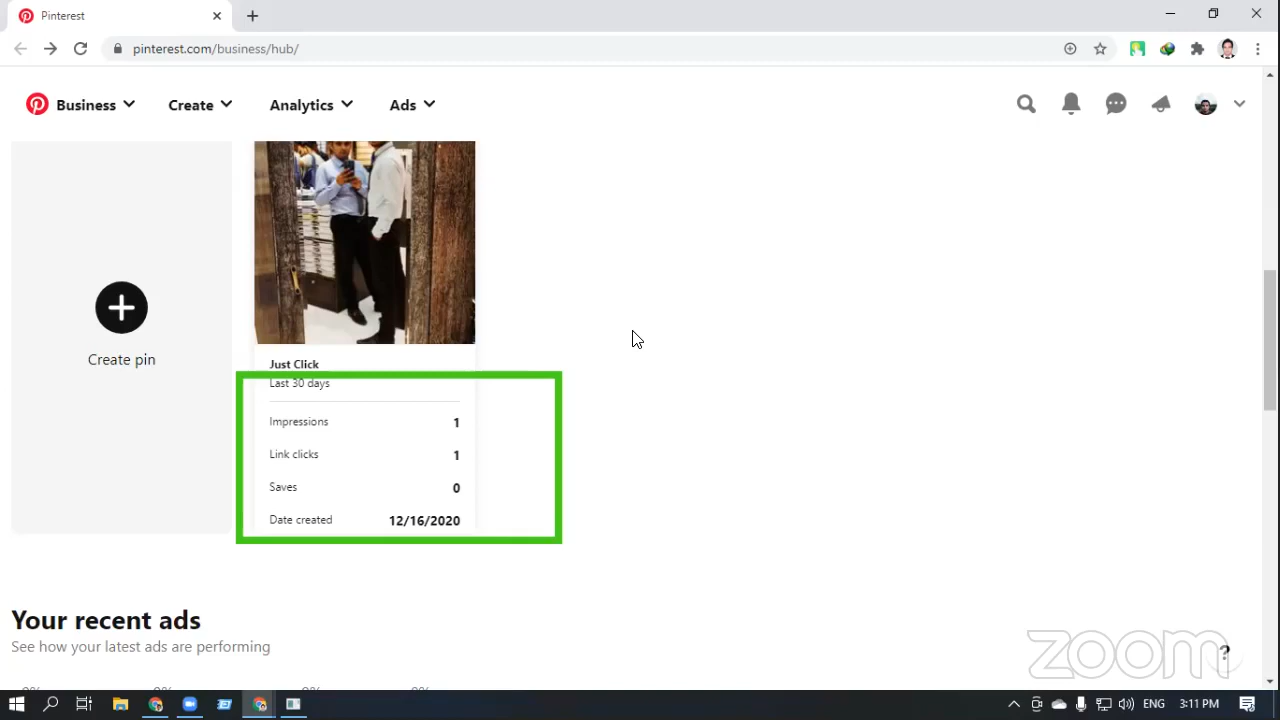 Pinterest
pinterest.com/business/hub/
Business Create Analytics Ads
Create pin
Just Click
Last 30 days
Impressions 1
Link clicks 1
Saves 0
Date created 12/16/2020
Your recent ads
See how your latest ads are performing
zoom
?
ENG 3:11 PM